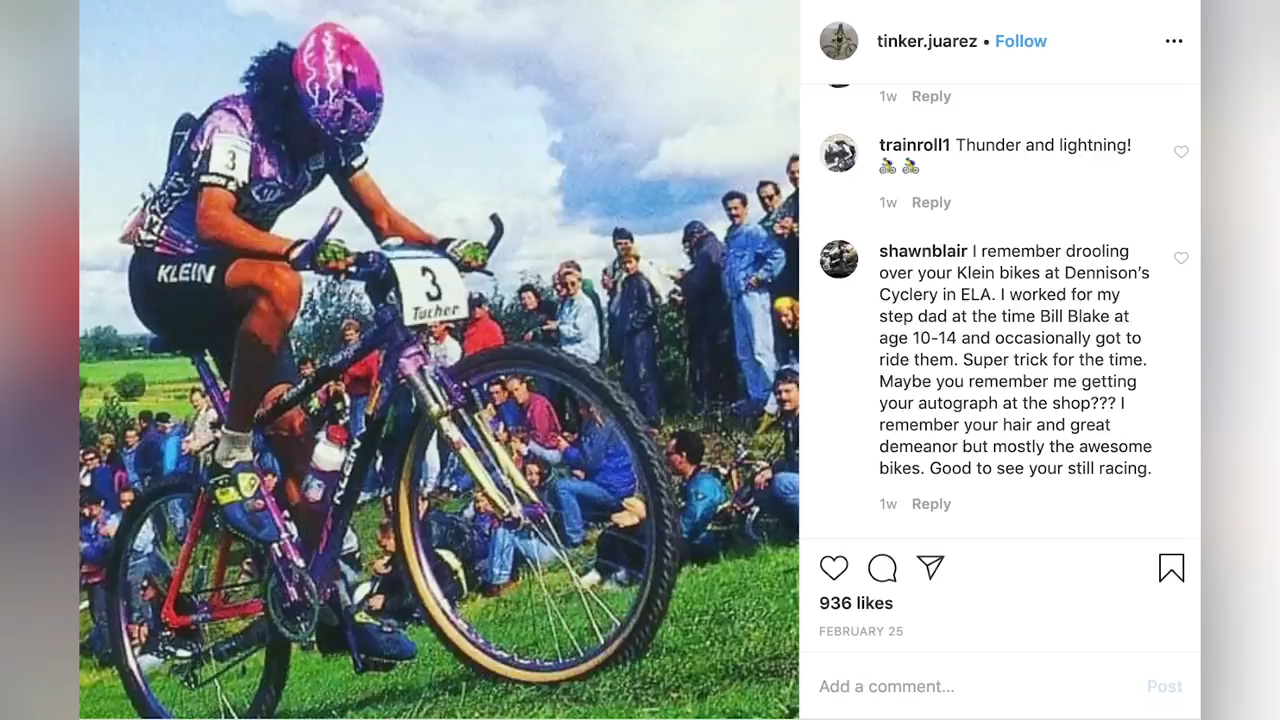 tinker.juarez • Follow
1w Reply
trainroll1 Thunder and lightning!
🚴 🚴
1w Reply
shawnblair I remember drooling
over your Klein bikes at Dennison's
Cyclery in ELA. I worked for my
step dad at the time Bill Blake at
age 10-14 and occasionally got to
ride them. Super trick for the time.
Maybe you remember me getting
your autograph at the shop??? I
remember your hair and great
demeanor but mostly the awesome
bikes. Good to see your still racing.
1w Reply
936 likes
FEBRUARY 25
Add a comment... Post
3
KLEIN
3
Tucher
KLEIN